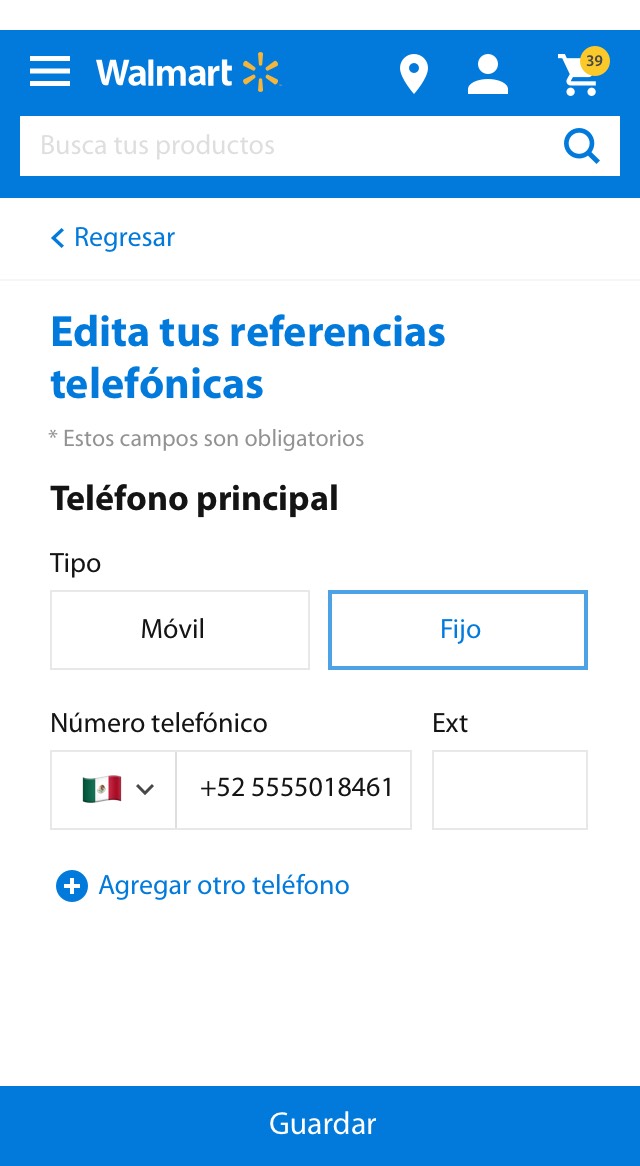 Walmart
39
Busca tus productos
Regresar
Edita tus referencias
telefónicas
* Estos campos son obligatorios
Teléfono principal
Tipo
Móvil
Fijo
Número telefónico
Ext
+52 5555018461
Agregar otro teléfono
Guardar